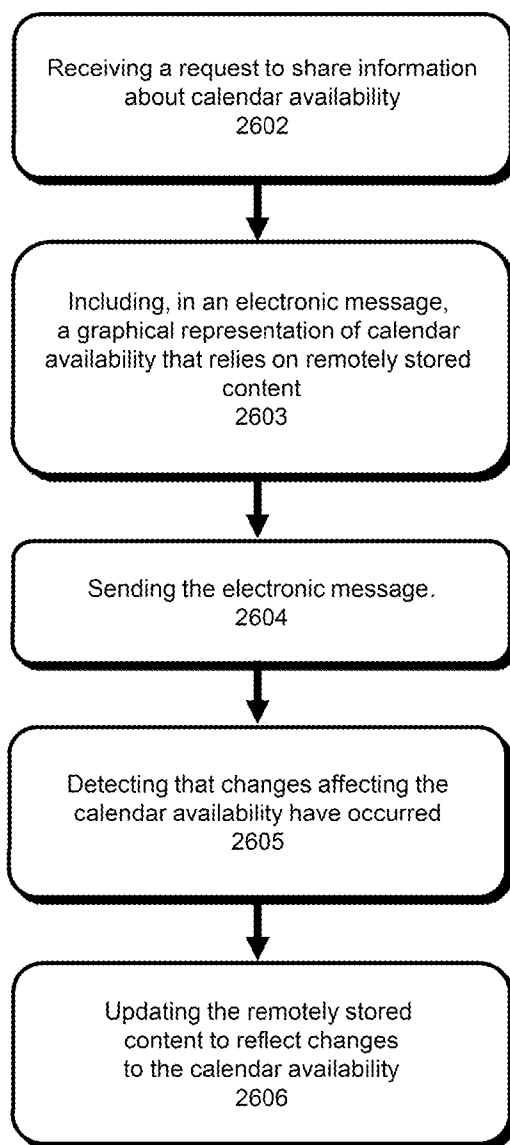 Receiving a request to share information
about calendar availability
2602
Including, in an electronic message,
a graphical representation of calendar
availability that relies on remotely stored
content
2603
Sending the electronic message.
2604
Detecting that changes affecting the
calendar availability have occurred
2605
Updating the remotely stored
content to reflect changes
to the calendar availability
2606